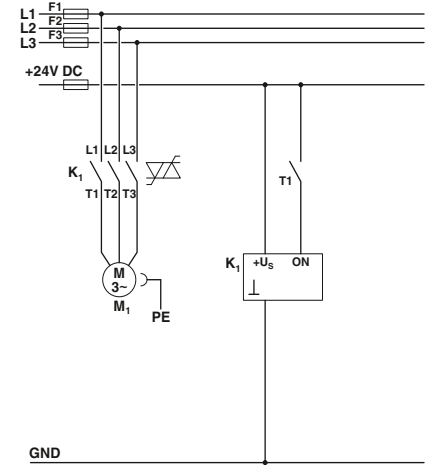 L1 F1
L2 F2
L3 F3
+24V DC
L1 L2 L3
K1
T1 T2 T3
T1
K1 +US ON
M
3~
M1
PE
GND